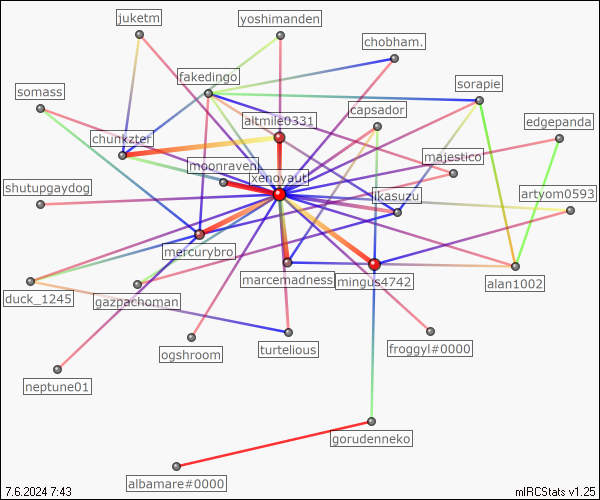 juketm
yoshimanden
chobham.
fakedingo
sorapie
somass
altmile0331
capsador
edgepanda
chunkzter
moonraven
xenoyaut
majestico
shutupgaydog
ikasuzu
artyom0593
mercurybro
marcemadness
mingus4742
alan1002
duck_1245
gazpachoman
ogshroom
turtelious
froggyl#0000
neptune01
gorudenneko
albamare#0000
7.6.2024 7:43
mIRCStats v1.25